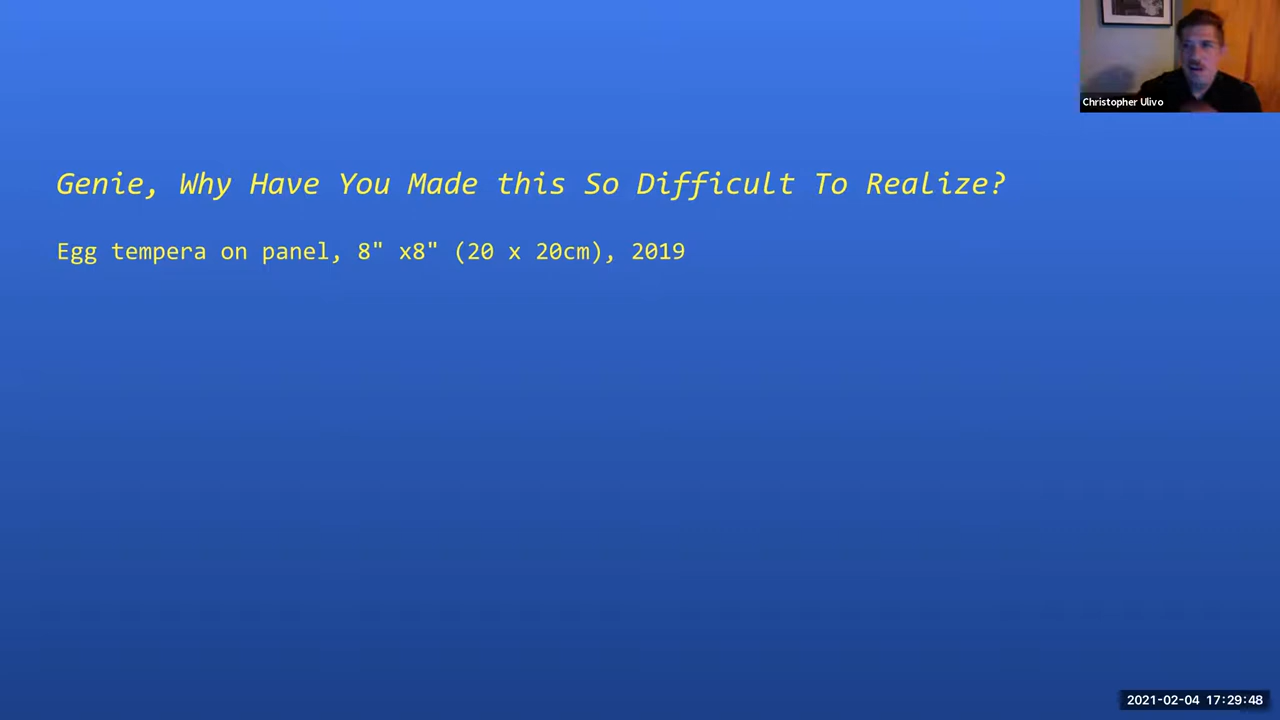 Christopher Ulivo
Genie, Why Have You Made this So Difficult To Realize?
Egg tempera on panel, 8" x8" (20 x 20cm), 2019
2021-02-04 17:29:48